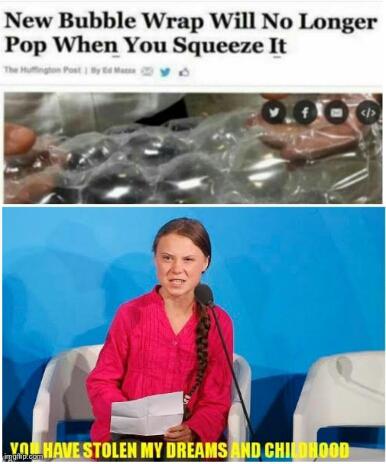 New Bubble Wrap Will No Longer
Pop When You Squeeze It
The Huffington Post | By Ed Mazza
YOU HAVE STOLEN MY DREAMS AND CHILDHOOD
imgflip.com